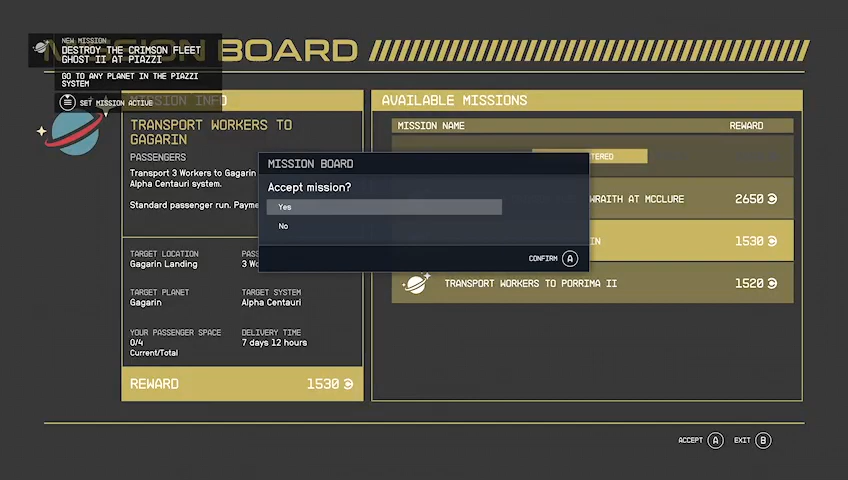 NEW MISSION
DESTROY THE CRIMSON FLEET
GHOST II AT PIAZZI
GO TO ANY PLANET IN THE PIAZZI
SYSTEM
SET MISSION ACTIVE
BOARD
MISSION INFO
TRANSPORT WORKERS TO
GAGARIN
PASSENGERS
Transport 3 Workers to Gagarin
Alpha Centauri system.
Standard passenger run.
TARGET LOCATION
Gagarin Landing
TARGET PLANET
Gagarin
TARGET SYSTEM
Alpha Centauri
YOUR PASSENGER SPACE
0/4
Current/Total
DELIVERY TIME
7 days 12 hours
REWARD 1530
AVAILABLE MISSIONS
MISSION NAME REWARD
WRAITH AT MCCLURE 2650
1530
TRANSPORT WORKERS TO PORRIMA II 1520
MISSION BOARD
Accept mission?
Yes
No
CONFIRM A
ACCEPT A EXIT B